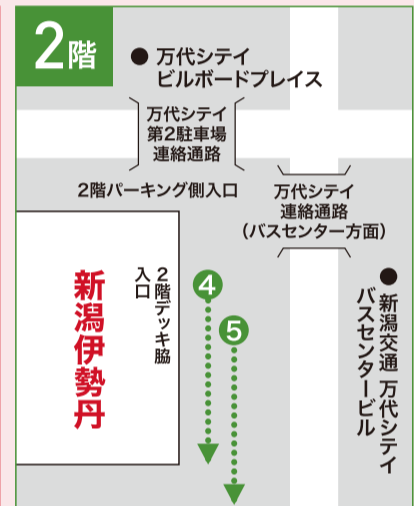 2階
● 万代シテイ
ビルボードプレイス
万代シテイ
第2駐車場
連絡通路
2階パーキング側入口
万代シテイ
連絡通路
（バスセンター方面）
新潟伊勢丹
2階デッキ脇
入口
④
⑤
● 新潟交通 万代シテイ
バスセンタービル